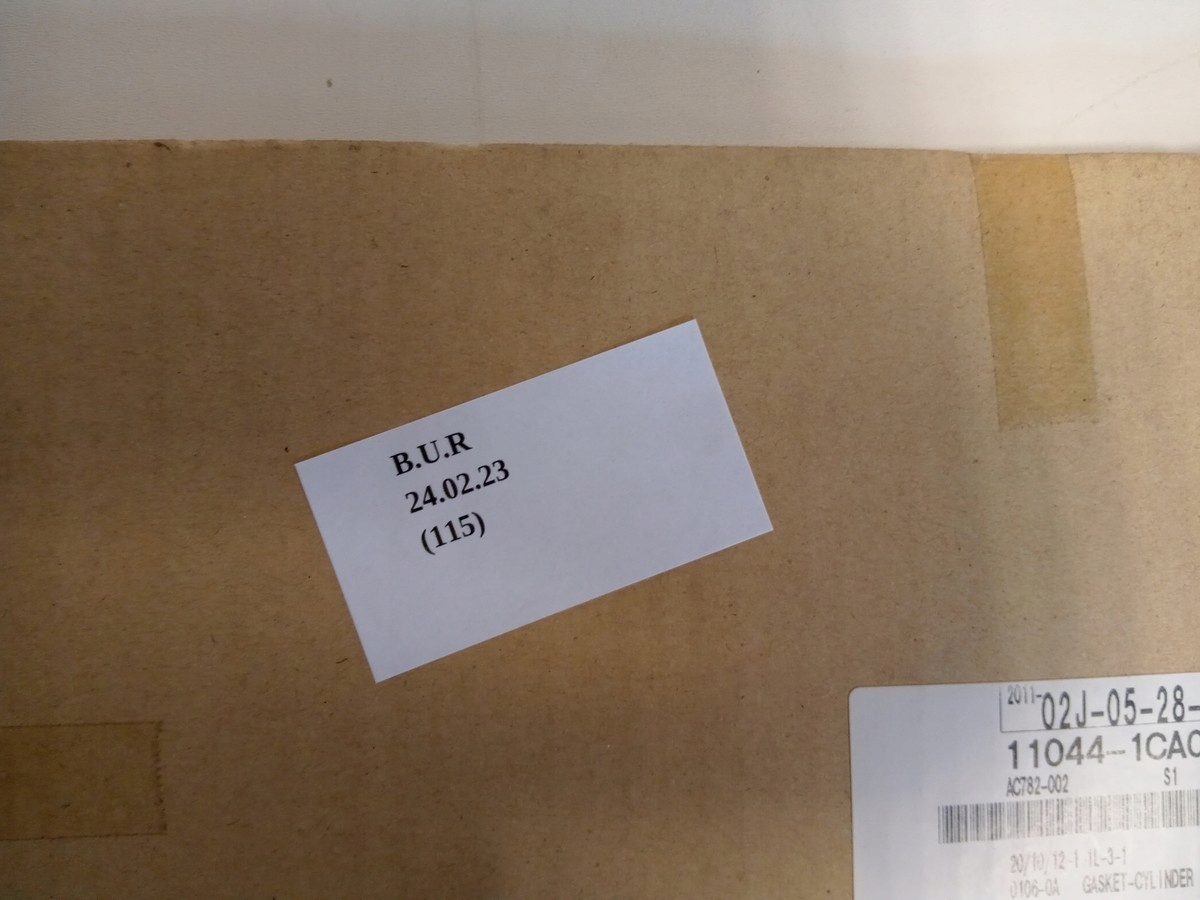 B.U.R
24.02.23
(115)
2011-02J-05-28-
11044-1CAC
AC782-002 S1
20/10/12-1 1L-3-1
0106-0A GASKET-CYLINDER